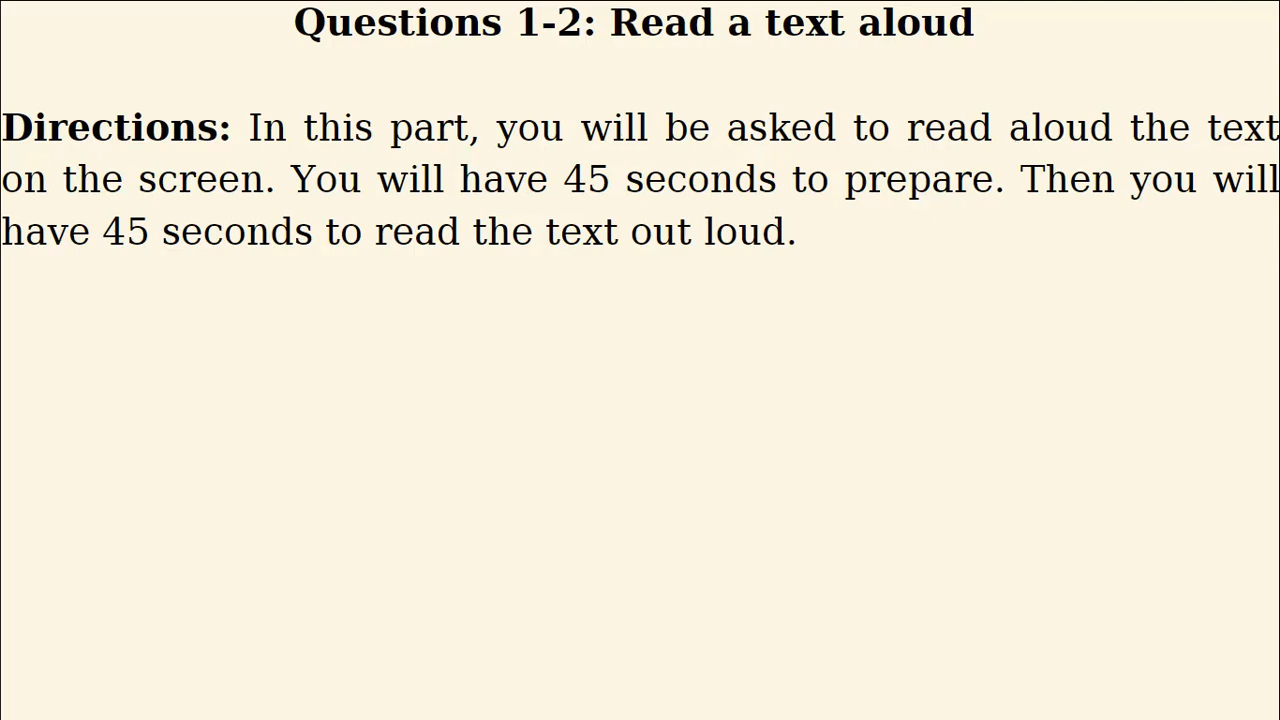 Questions 1-2: Read a text aloud
Directions: In this part, you will be asked to read aloud the text
on the screen. You will have 45 seconds to prepare. Then you will
have 45 seconds to read the text out loud.